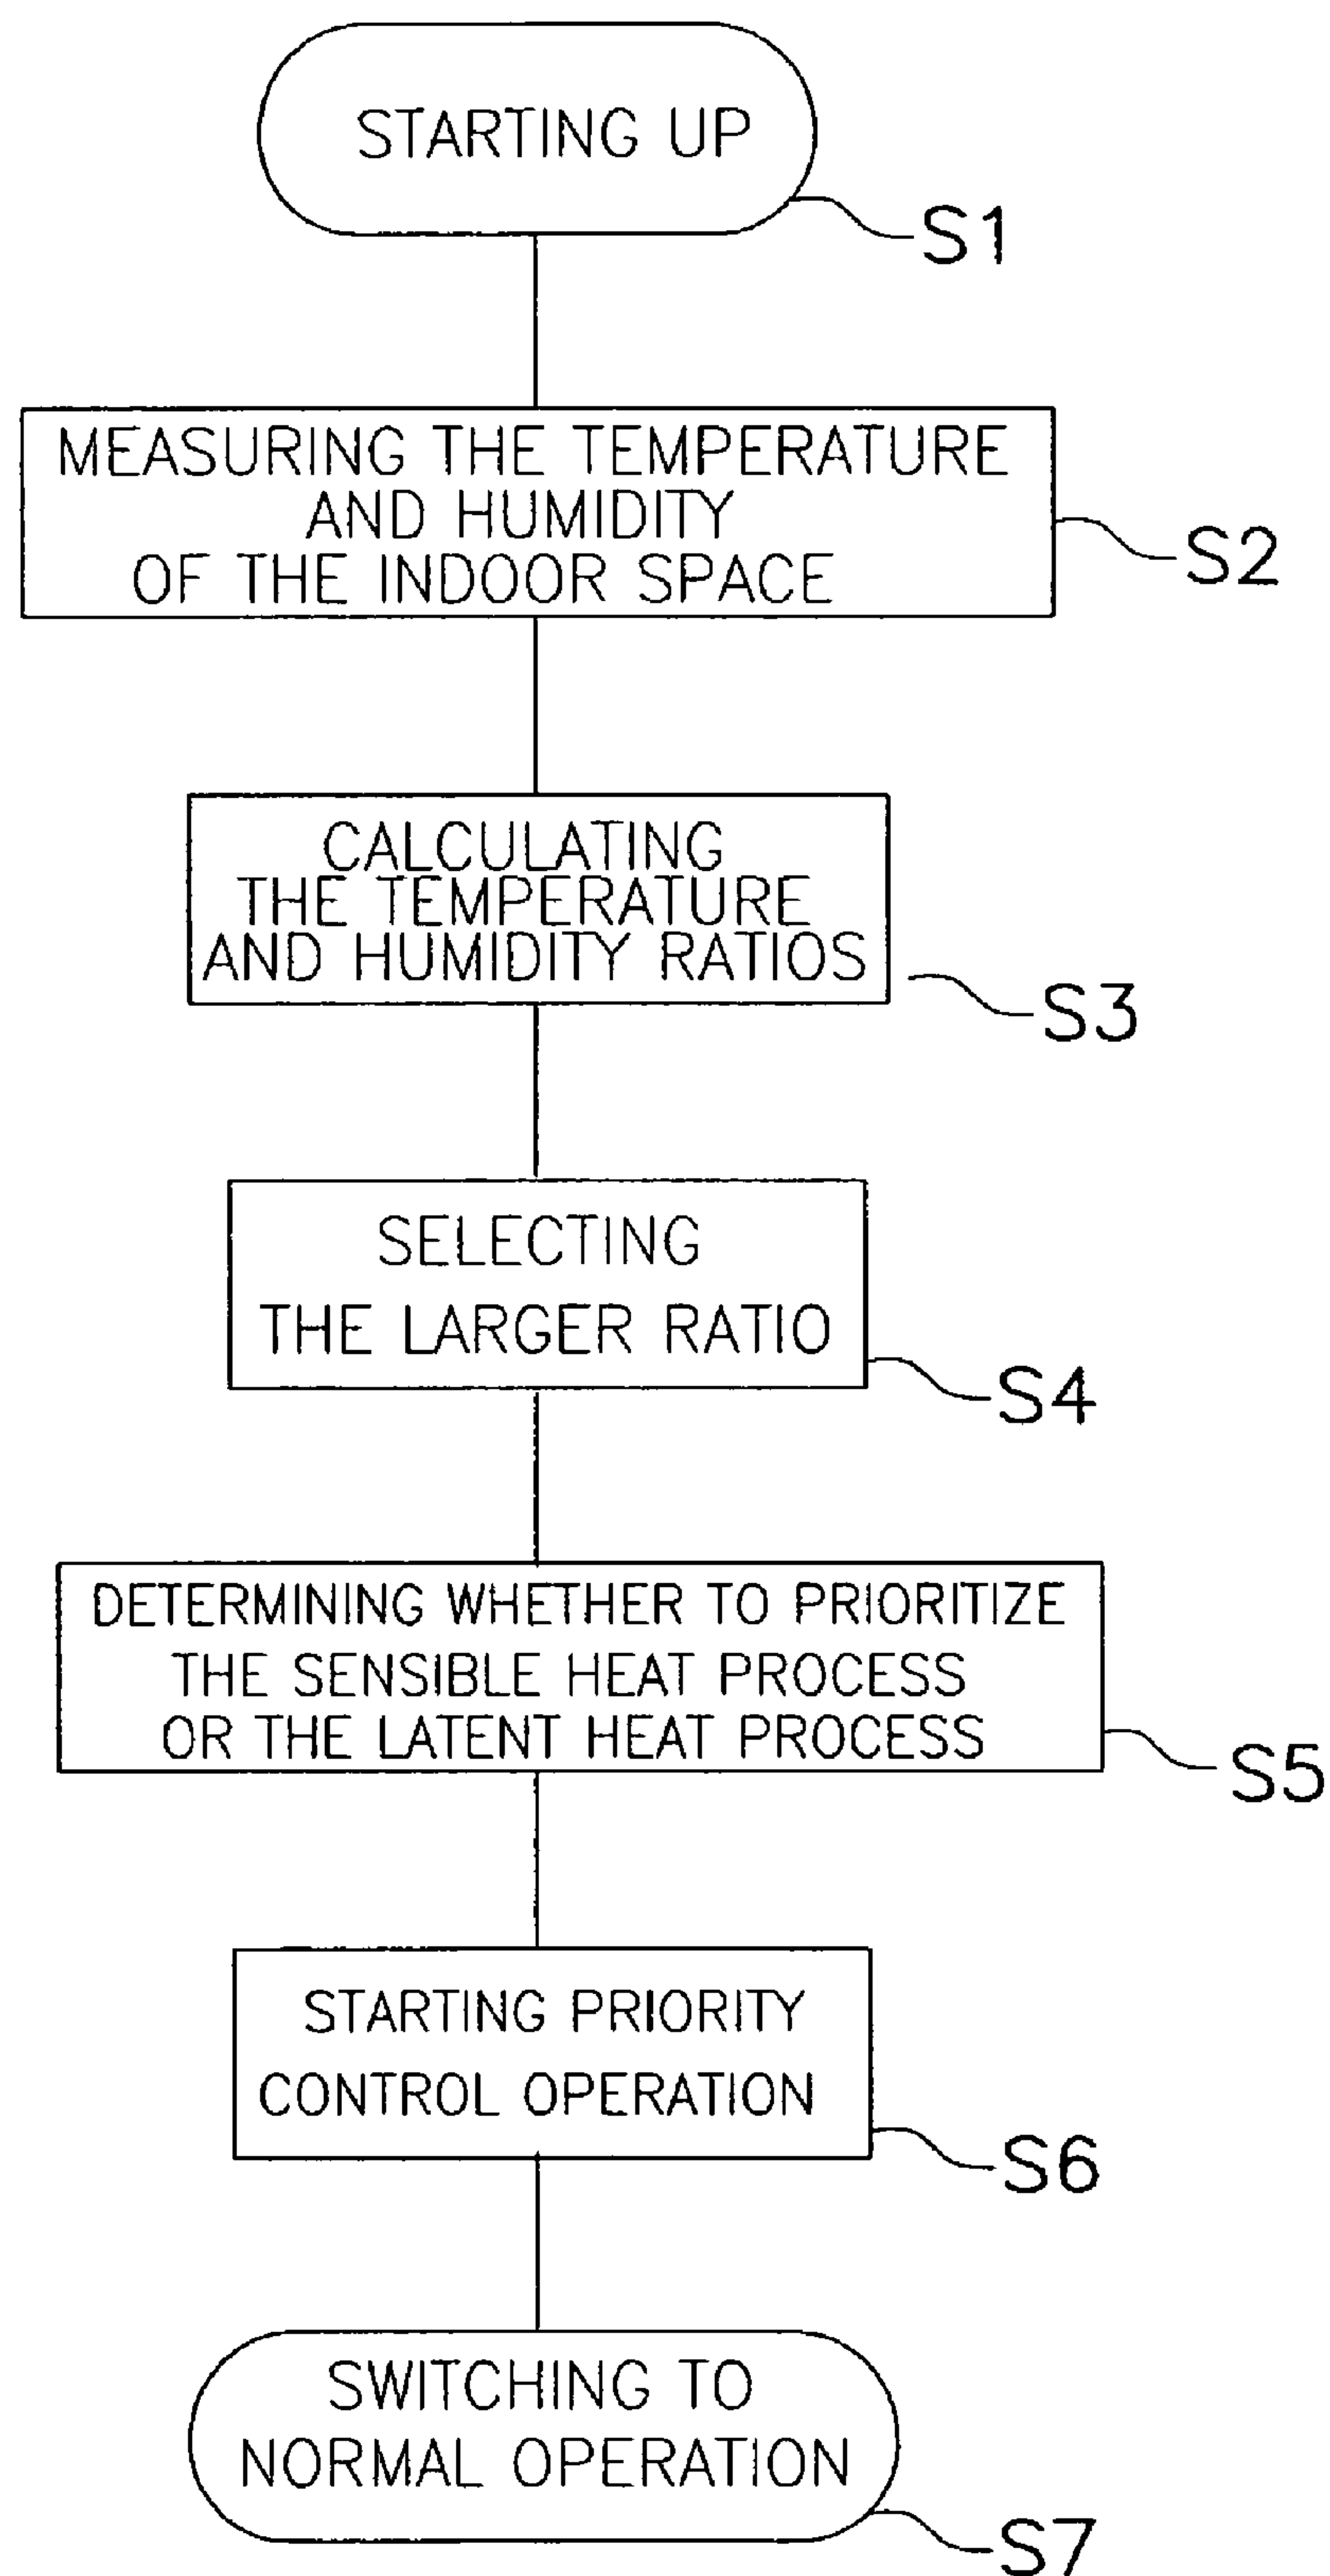 STARTING UP
S1
MEASURING THE TEMPERATURE
AND HUMIDITY
OF THE INDOOR SPACE
S2
CALCULATING
THE TEMPERATURE
AND HUMIDITY RATIOS
S3
SELECTING
THE LARGER RATIO
S4
DETERMINING WHETHER TO PRIORITIZE
THE SENSIBLE HEAT PROCESS
OR THE LATENT HEAT PROCESS
S5
STARTING PRIORITY
CONTROL OPERATION
S6
SWITCHING TO
NORMAL OPERATION
S7